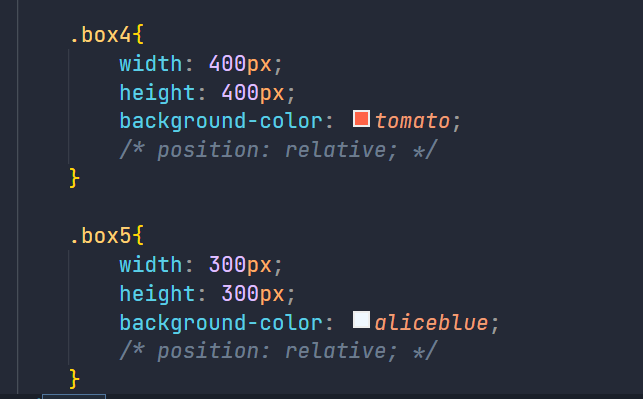 .box4{
    width: 400px;
    height: 400px;
    background-color: tomato;
    /* position: relative; */
}

.box5{
    width: 300px;
    height: 300px;
    background-color: aliceblue;
    /* position: relative; */
}